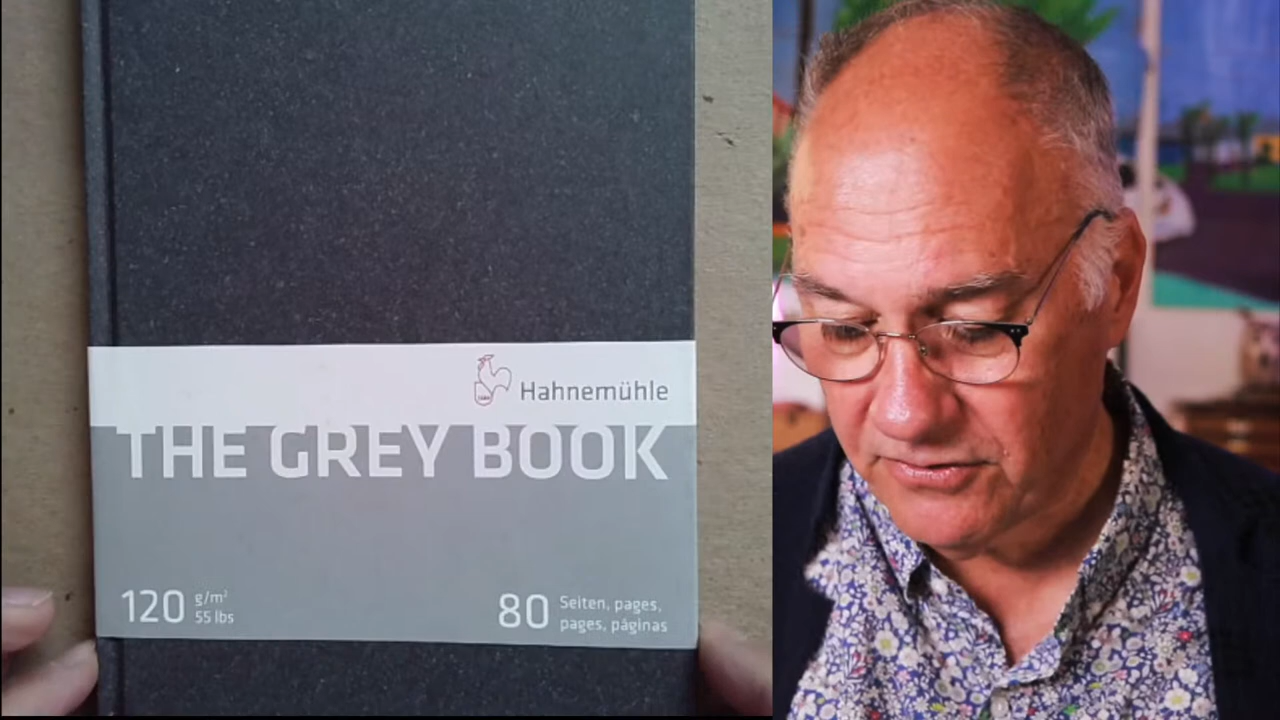 Hahnemühle
THE GREY BOOK
120 g/m²
55 lbs
80 Seiten, pages,
pages, páginas